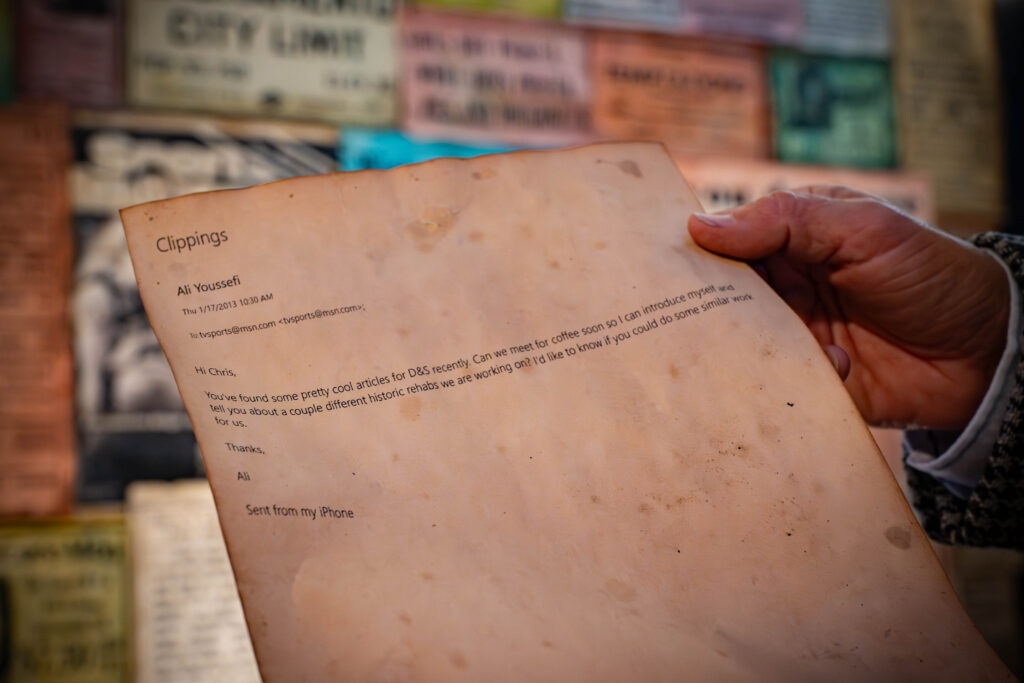 CITY LIMIT
Clippings
Ali Youssefi
Thu 1/17/2013 10:30 AM
To: tvsports@msn.com <tvsports@msn.com>;
Hi Chris,
You've found some pretty cool articles for D&S recently. Can we meet for coffee soon so I can introduce myself and
tell you about a couple different historic rehabs we are working on? I'd like to know if you could do some similar work
for us.
Thanks,
Ali
Sent from my iPhone